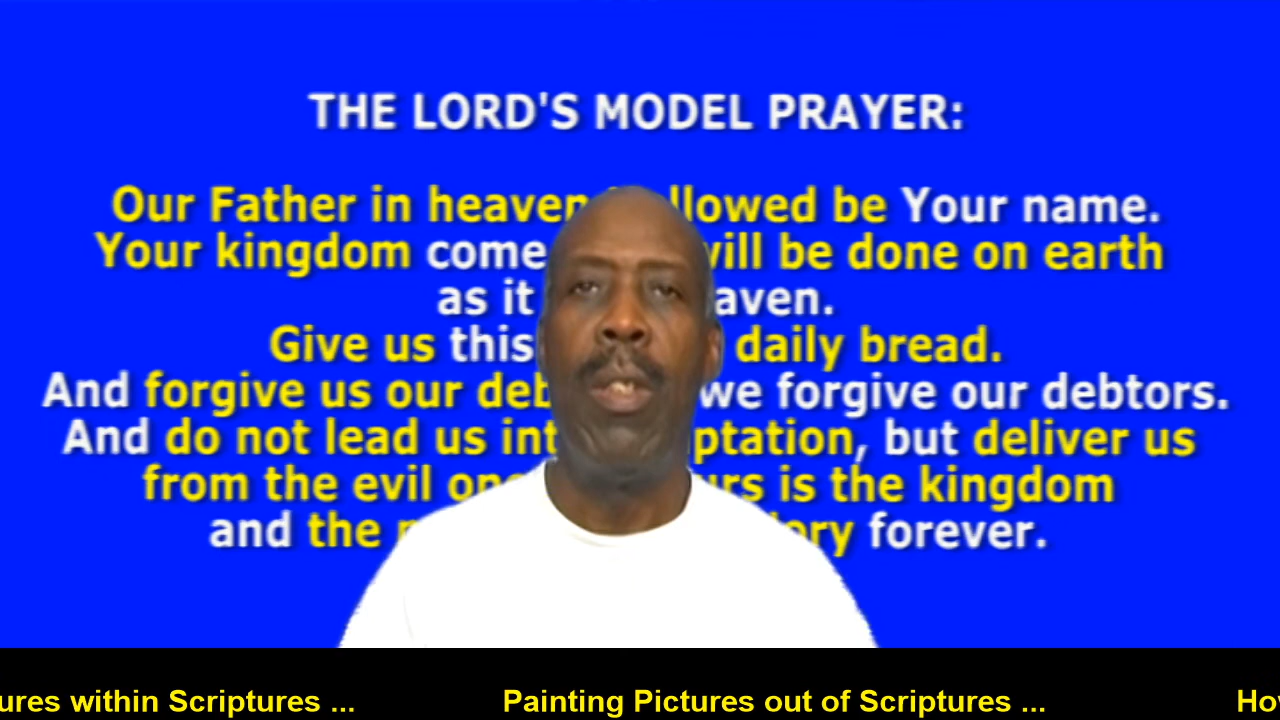 THE LORD'S MODEL PRAYER:
Our Father in heaven llowed be Your name.
Your kingdom come will be done on earth
as it aven.
Give us this daily bread.
And forgive us our deb we forgive our debtors.
And do not lead us int ptation, but deliver us
from the evil one urs is the kingdom
and the ory forever.
ures within Scriptures ... Painting Pictures out of Scriptures ... Ho